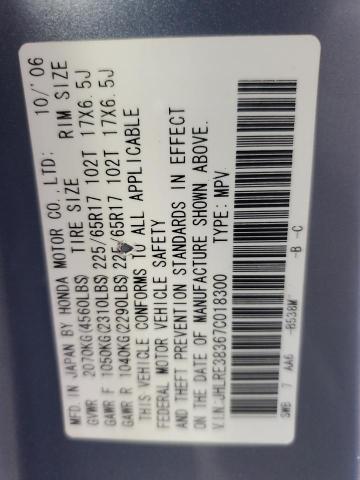 MFD. IN JAPAN BY HONDA MOTOR CO.,LTD: 10/'06
TIRE SIZE RIM SIZE
GVWR 2070KG(4560LBS)
GAWR F 1050KG(2310LBS) 225/65R17 102T 17X6.5J
GAWR R 1040KG(2290LBS) 225/65R17 102T 17X6.5J
THIS VEHICLE CONFORMS TO ALL APPLICABLE
FEDERAL MOTOR VEHICLE SAFETY
AND THEFT PREVENTION STANDARDS IN EFFECT
ON THE DATE OF MANUFACTURE SHOWN ABOVE.
V.I.N.:JHLRE38367C018300 TYPE: MPV.
SWB 7 AA6 -B538M -B -C